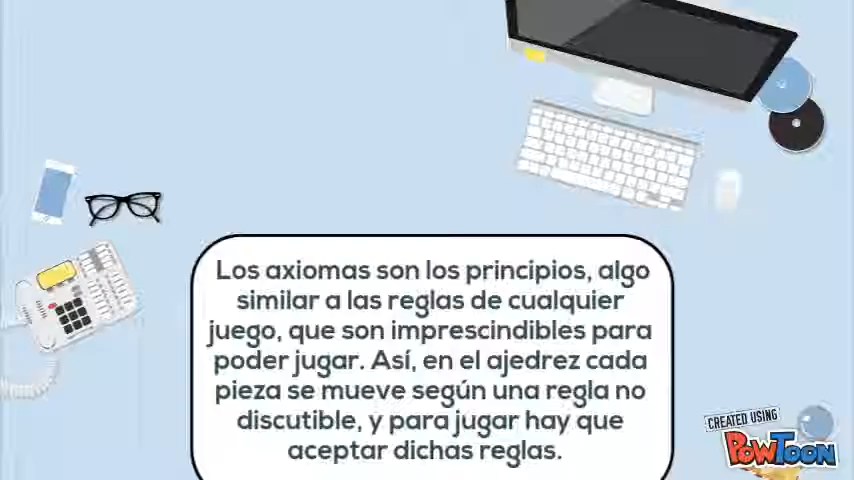 Los axiomas son los principios, algo
similar a las reglas de cualquier
juego, que son imprescindibles para
poder jugar. Así, en el ajedrez cada
pieza se mueve según una regla no
discutible, y para jugar hay que
aceptar dichas reglas.
CREATED USING
POWTOON